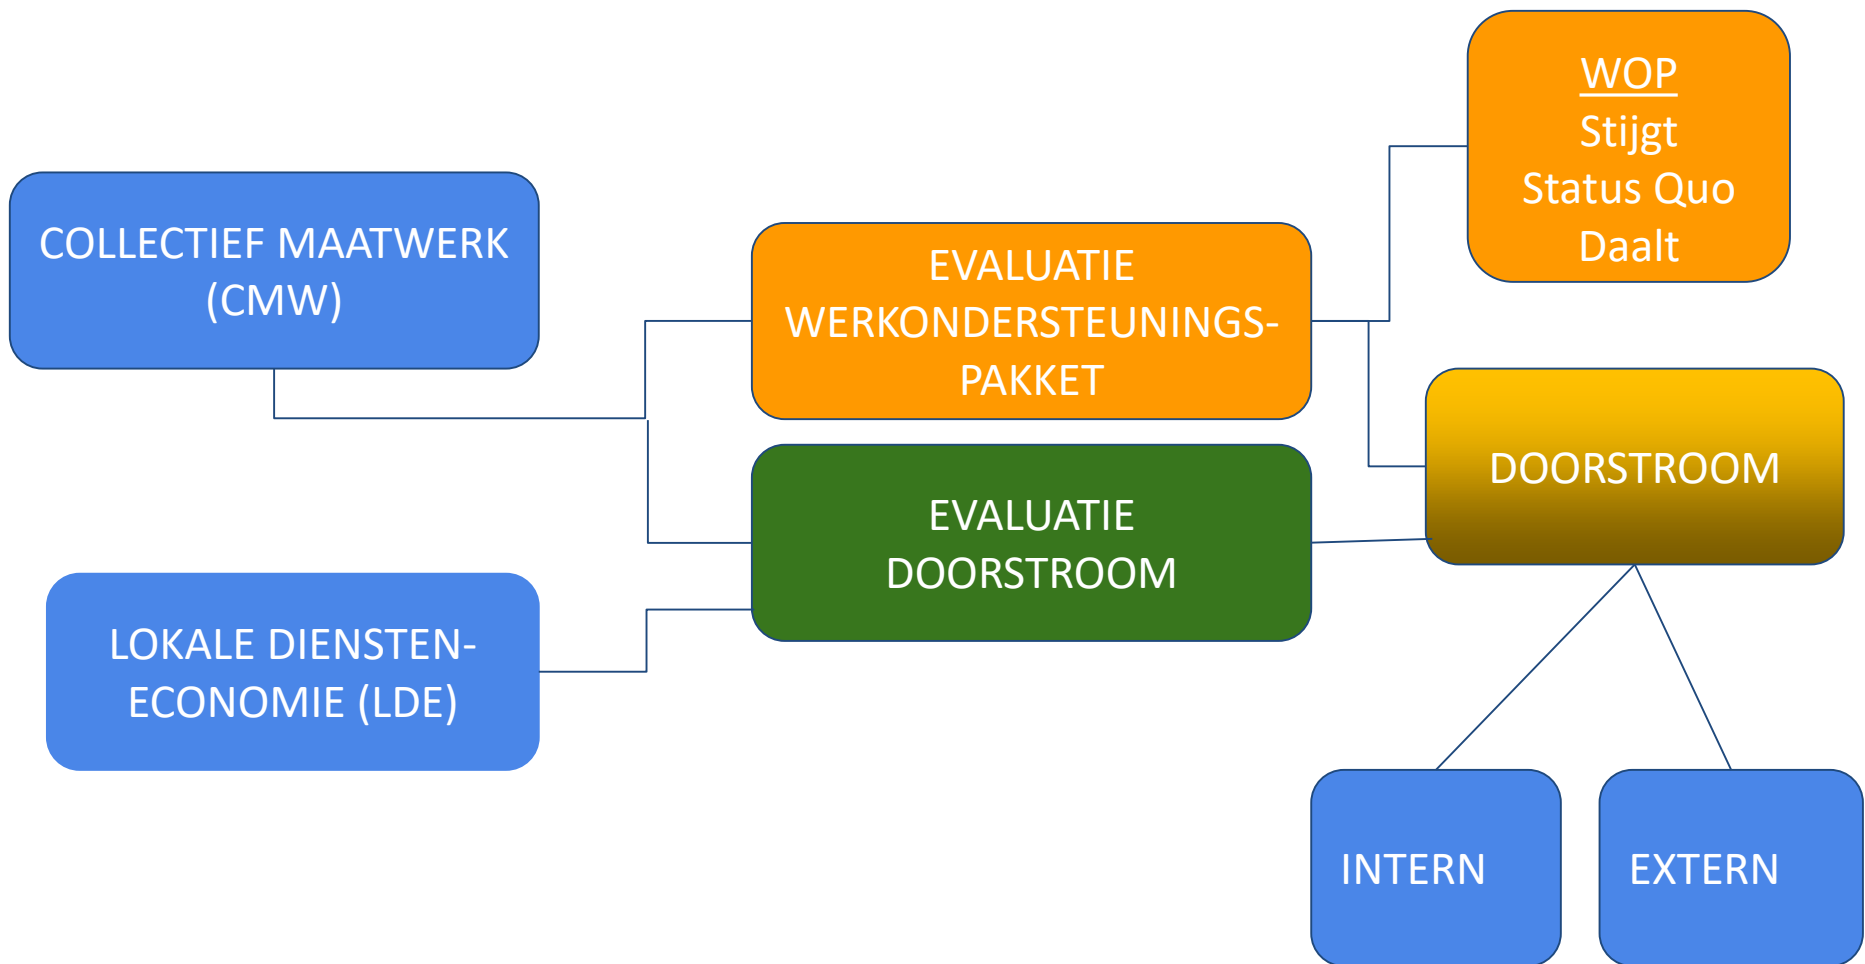 COLLECTIEF MAATWERK
(CMW)
LOKALE DIENSTEN-
ECONOMIE (LDE)
EVALUATIE
WERKONDERSTEUNINGS-
PAKKET
EVALUATIE
DOORSTROOM
WOP
Stijgt
Status Quo
Daalt
DOORSTROOM
INTERN
EXTERN